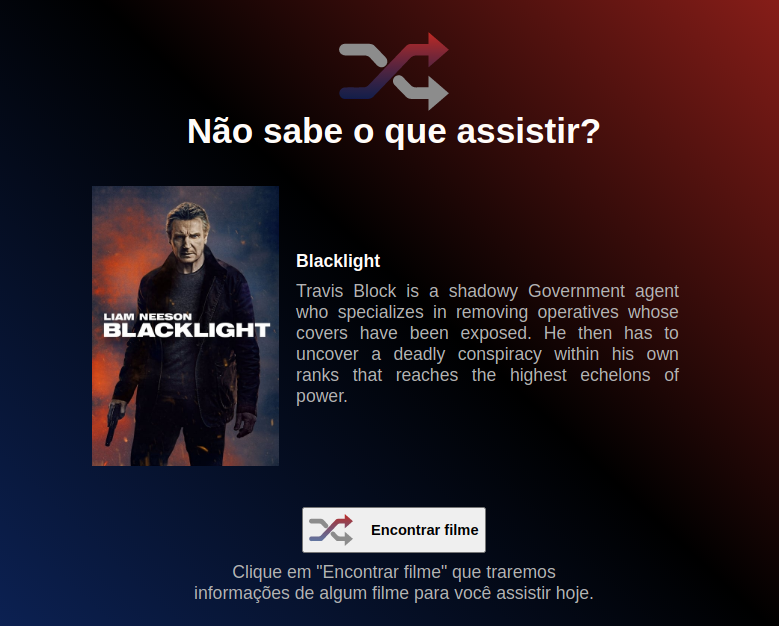 Não sabe o que assistir?
LIAM NEESON
BLACKLIGHT
Blacklight
Travis Block is a shadowy Government agent
who specializes in removing operatives whose
covers have been exposed. He then has to
uncover a deadly conspiracy within his own
ranks that reaches the highest echelons of
power.
Encontrar filme
Clique em "Encontrar filme" que traremos
informações de algum filme para você assistir hoje.